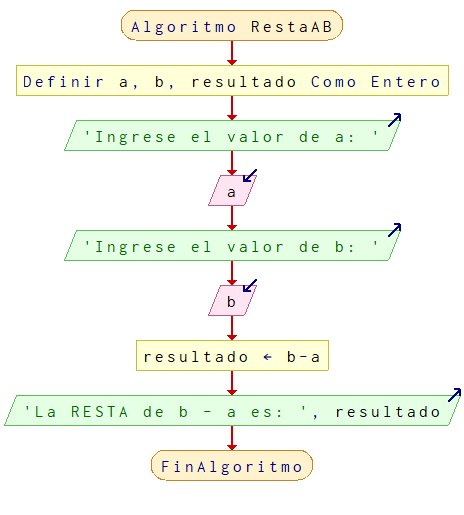 Algoritmo RestaAB
Definir a, b, resultado Como Entero
'Ingrese el valor de a: '
a
'Ingrese el valor de b: '
b
resultado ← b-a
'La RESTA de b - a es: ', resultado
FinAlgoritmo